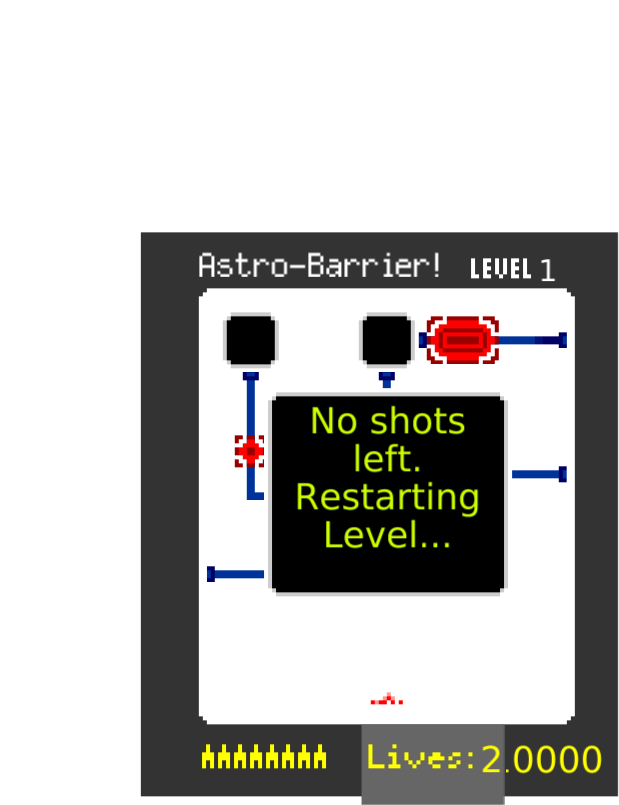 Astro-Barrier! LEVEL 1
No shots
left.
Restarting
Level...
Lives:2.0000